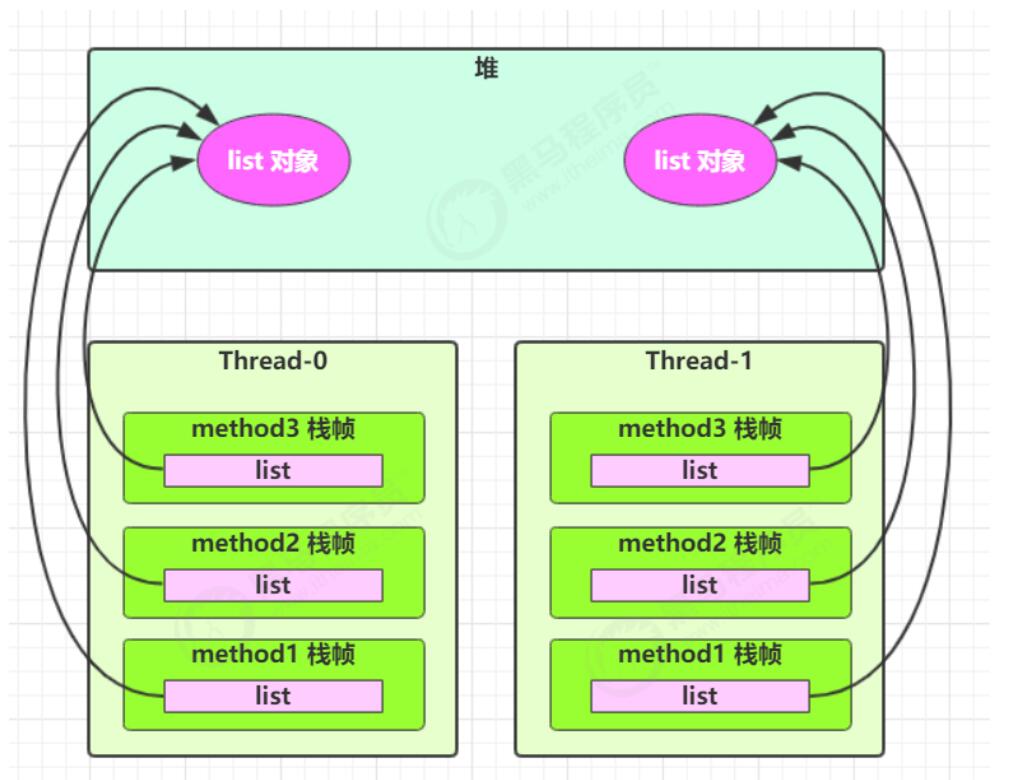 堆
list 对象
list 对象
黑马程序员
www.itheima.com
Thread-0
method3 栈帧
list
method2 栈帧
list
method1 栈帧
list
Thread-1
method3 栈帧
list
method2 栈帧
list
method1 栈帧
list